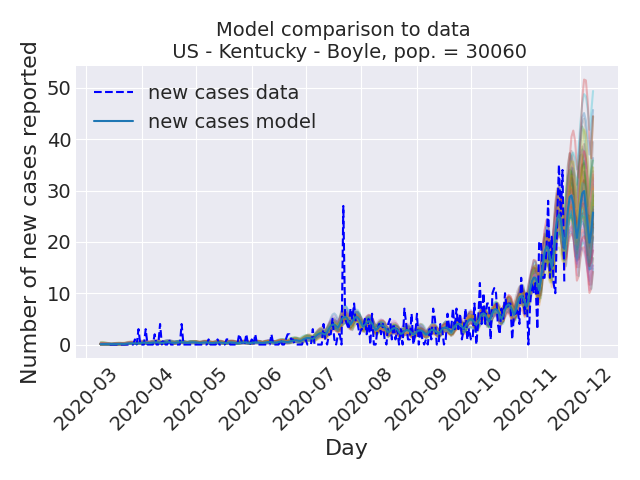 Model comparison to data
US - Kentucky - Boyle, pop. = 30060
new cases data
new cases model
Number of new cases reported
50
40
30
20
10
0
2020-03
2020-04
2020-05
2020-06
2020-07
2020-08
2020-09
2020-10
2020-11
2020-12
Day